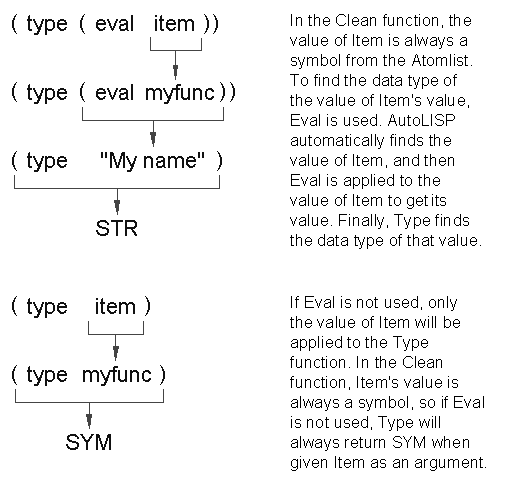 ( type ( eval item ))
( type ( eval myfunc ))
( type "My name" )
STR
In the Clean function, the
value of Item is always a
symbol from the Atomlist.
To find the data type of
the value of Item's value,
Eval is used. AutoLISP
automatically finds the
value of Item, and then
Eval is applied to the
value of Item to get its
value. Finally, Type finds
the data type of that value.
( type item )
( type myfunc )
SYM
If Eval is not used, only
the value of Item will be
applied to the Type
function. In the Clean
function, Item's value is
always a symbol, so if Eval
is not used, Type will
always return SYM when
given Item as an argument.